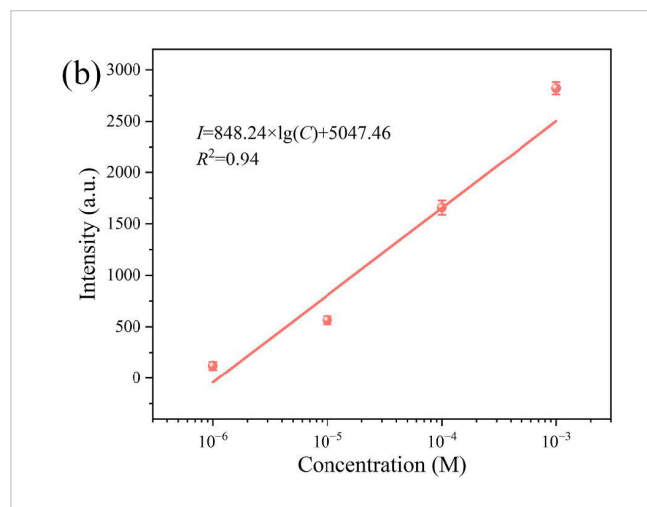 (b)
3000
2500
2000
1500
1000
500
0
Intensity (a.u.)
I=848.24×lg(C)+5047.46
R²=0.94
10⁻⁶ 10⁻⁵ 10⁻⁴ 10⁻³
Concentration (M)